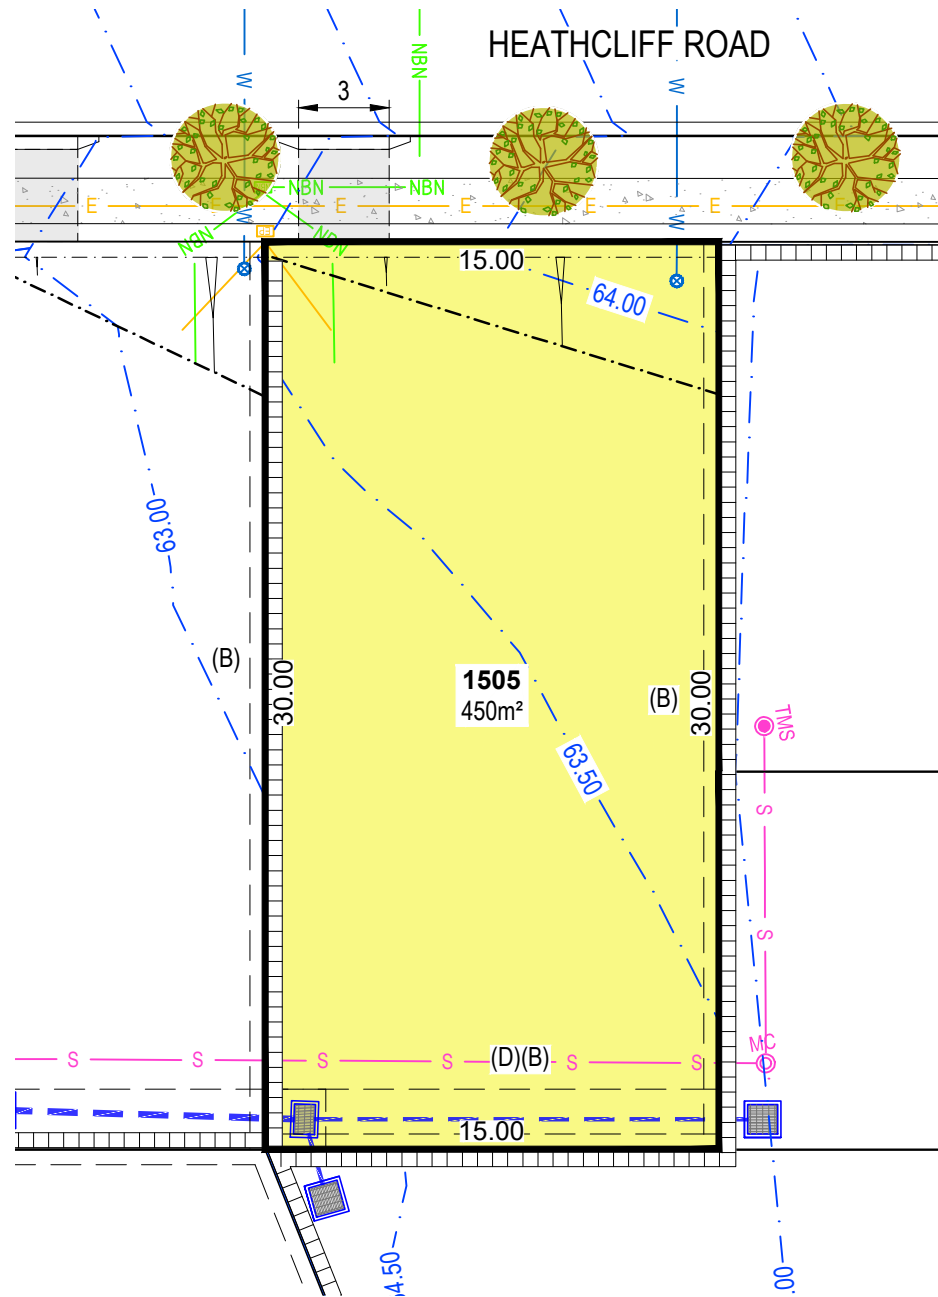 HEATHCLIFF ROAD
W
W
NBN
3
NBN
NBN
E
E
E
E
E
E
W
W
NBN
NBN
15.00
64.00
63.00
(B)
30.00
1505
450m²
(B)
30.00
63.50
TMS
S
S
MC
S
S
S
S
(D)(B)
S
S
15.00
4.50
.00